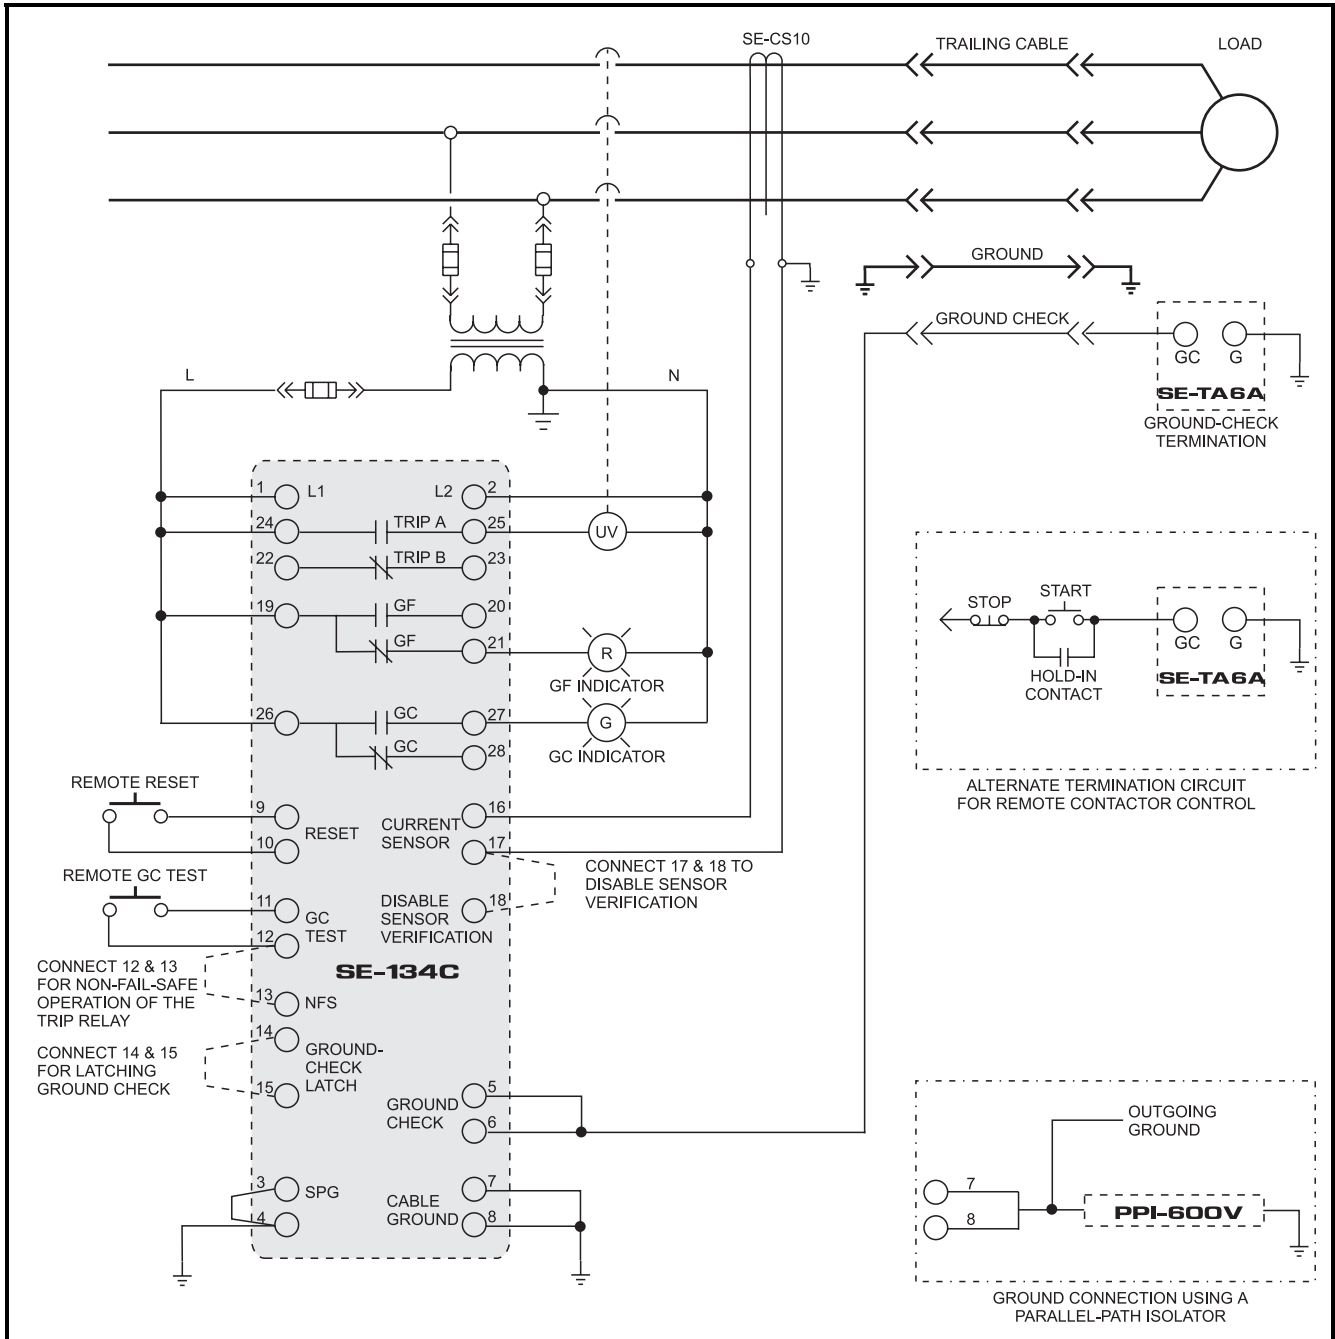 SE-CS10
TRAILING CABLE
LOAD
GROUND
GROUND CHECK
GC
G
SE-TA6A
GROUND-CHECK
TERMINATION
L
N
1
L1
L2
2
24
TRIP A
25
UV
22
TRIP B
23
19
GF
20
GF
21
R
GF INDICATOR
26
GC
27
G
GC
28
GC INDICATOR
STOP
START
HOLD-IN
CONTACT
GC
G
SE-TA6A
ALTERNATE TERMINATION CIRCUIT
FOR REMOTE CONTACTOR CONTROL
REMOTE RESET
9
10
RESET
CURRENT
SENSOR
16
17
CONNECT 17 & 18 TO
DISABLE SENSOR
VERIFICATION
REMOTE GC TEST
11
12
GC
TEST
DISABLE
SENSOR
VERIFICATION
18
SE-134C
CONNECT 12 & 13
FOR NON-FAIL-SAFE
OPERATION OF THE
TRIP RELAY
13
NFS
14
15
GROUND-
CHECK
LATCH
CONNECT 14 & 15
FOR LATCHING
GROUND CHECK
GROUND
CHECK
5
6
3
SPG
4
CABLE
GROUND
7
8
OUTGOING
GROUND
7
8
PPI-600V
GROUND CONNECTION USING A
PARALLEL-PATH ISOLATOR